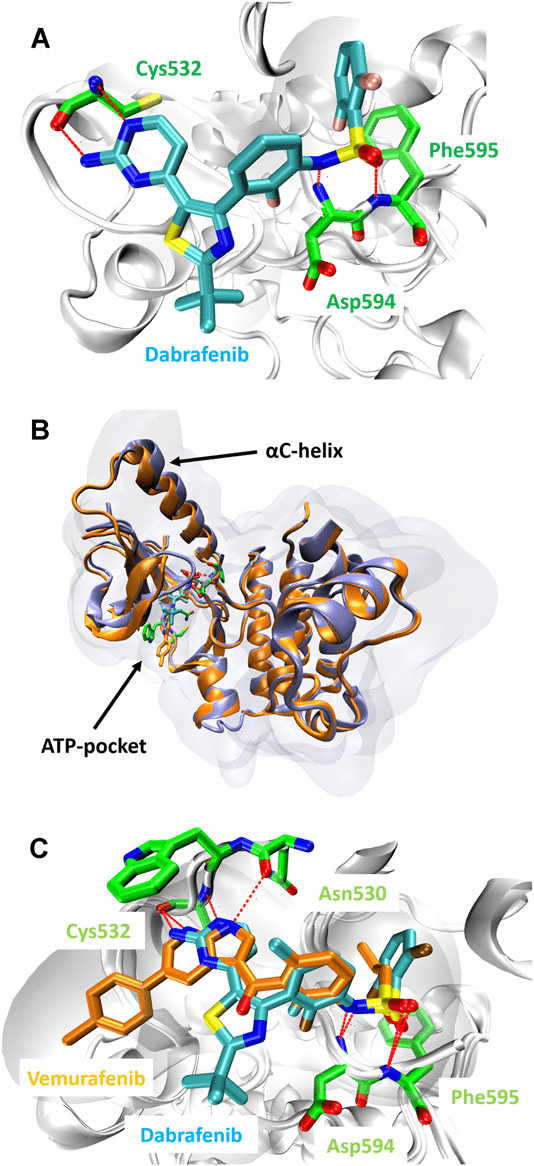 A
Cys532
Phe595
Asp594
Dabrafenib
B
αC-helix
ATP-pocket
C
Asn530
Cys532
Vemurafenib
Phe595
Dabrafenib
Asp594